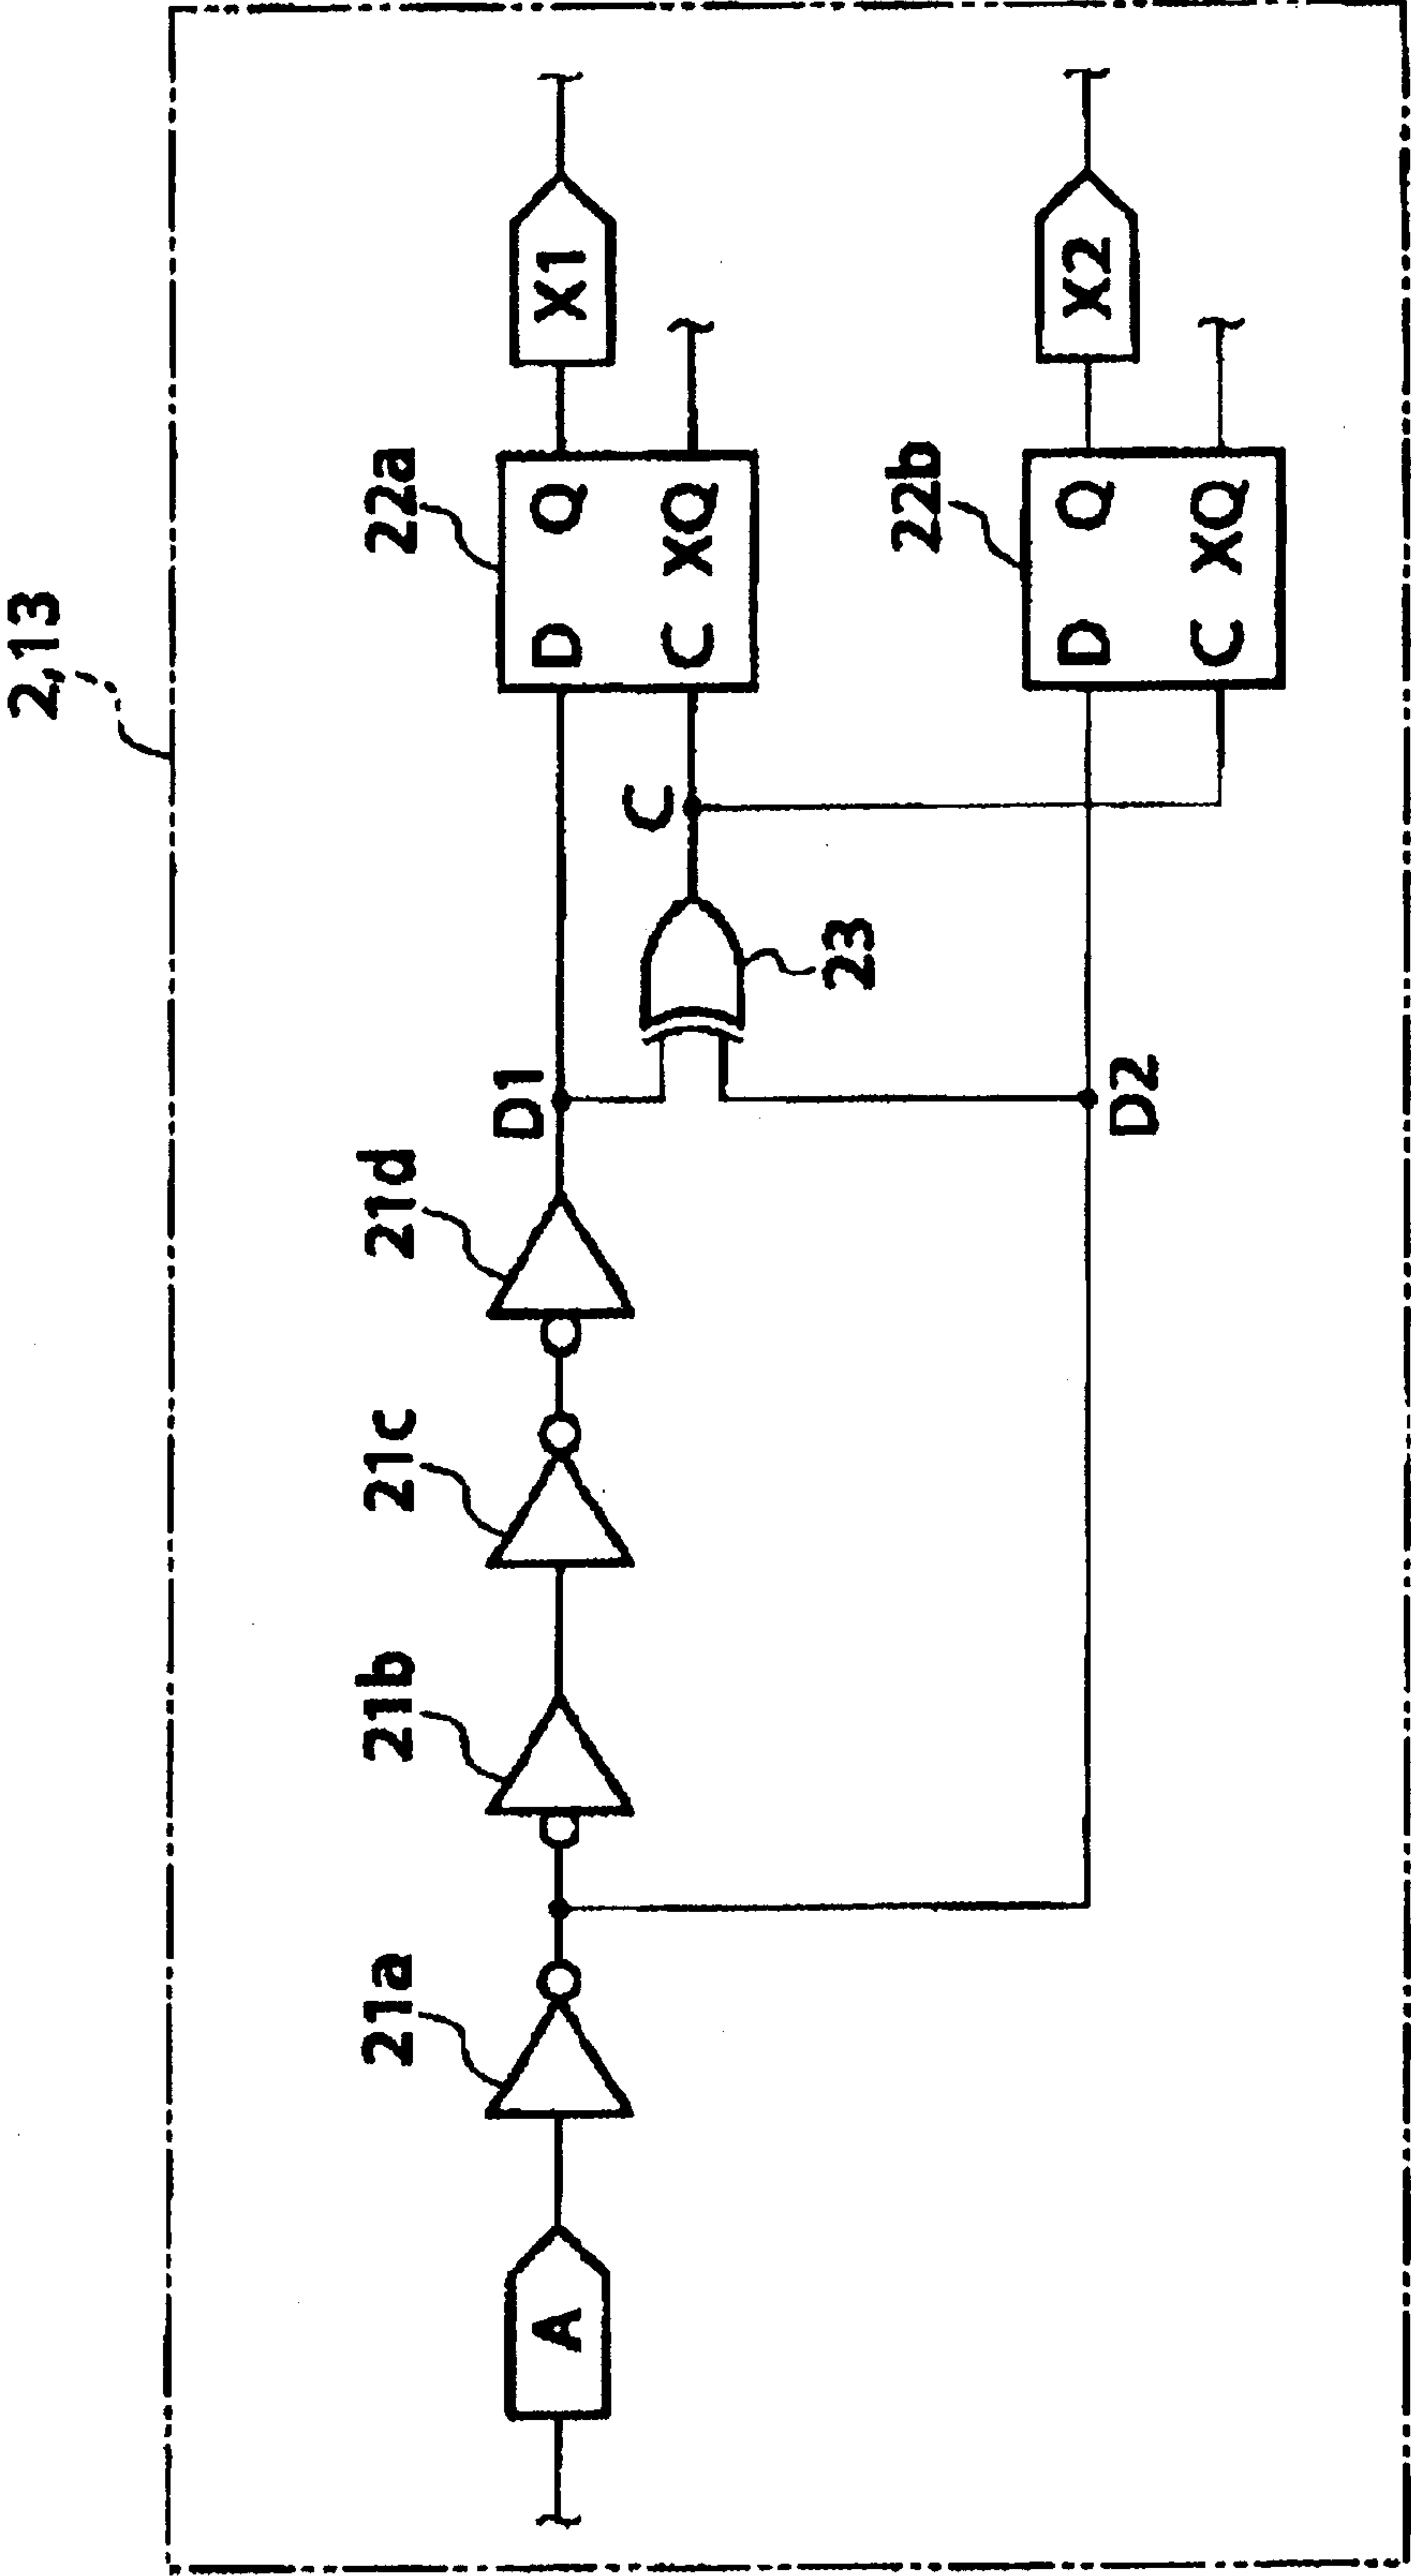 2,13
21a
21b
21c
21d
22a
A
D1
D Q
X1
C
C XQ
23
22b
D2
D Q
X2
C XQ